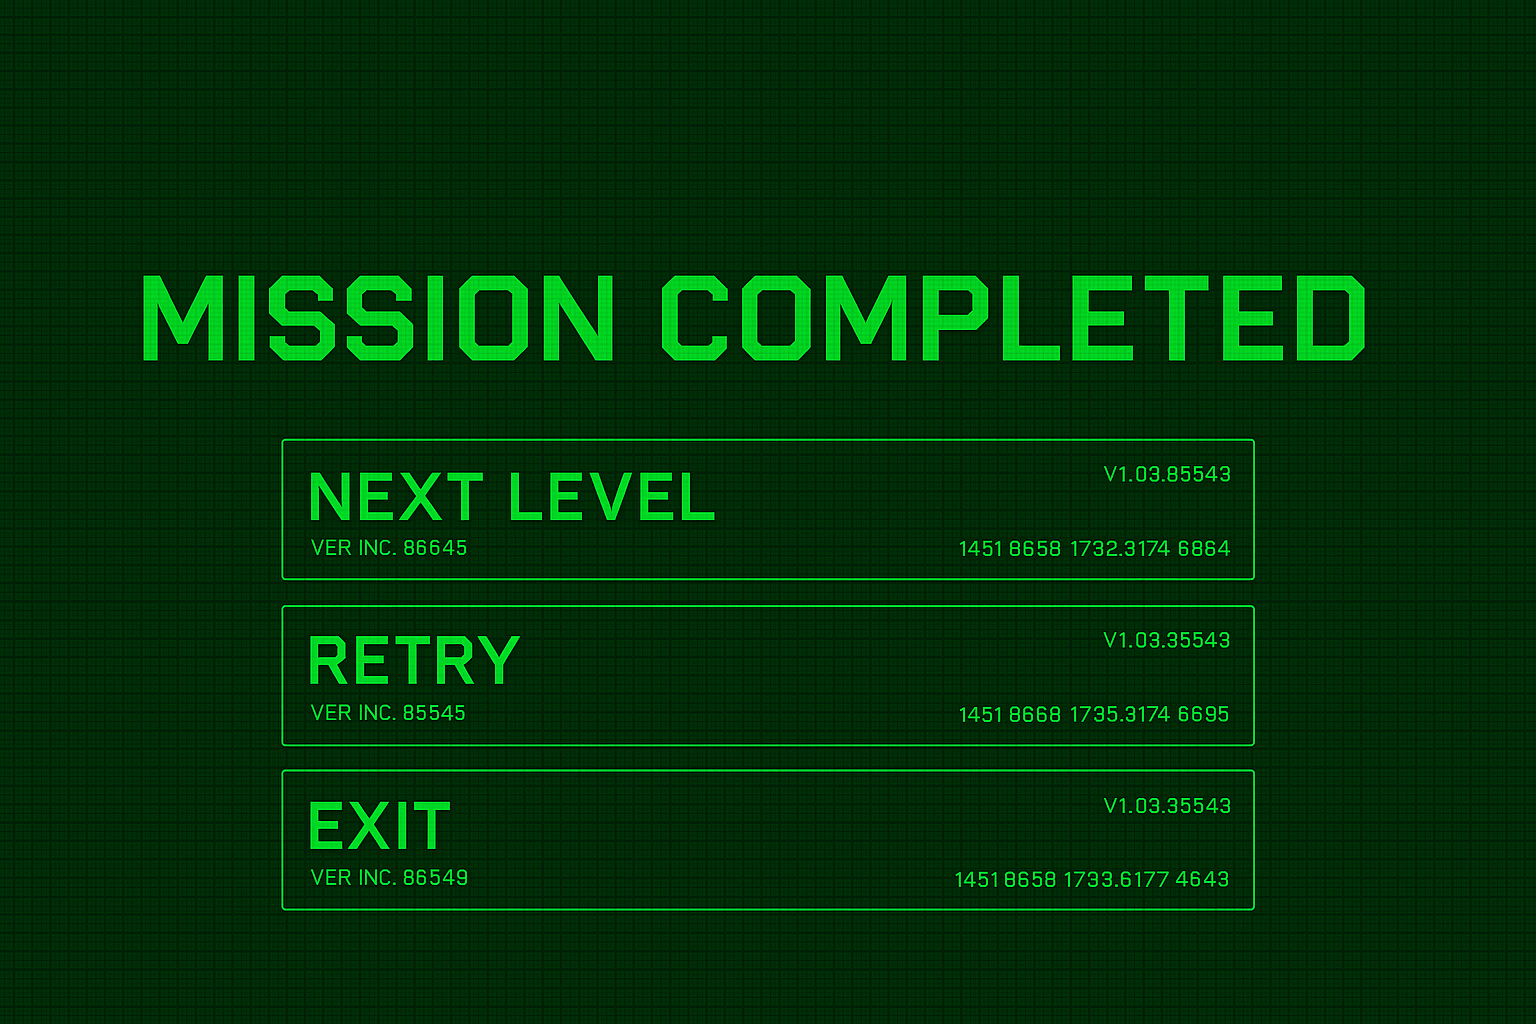 MISSION COMPLETED
NEXT LEVEL
V1.03.85543
VER INC. 86645
1451 8658 1732.3174 6864
RETRY
V1.03.35543
VER INC. 85545
1451 8668 1735.3174 6695
EXIT
V1.03.35543
VER INC. 86549
1451 8658 1733.6177 4643